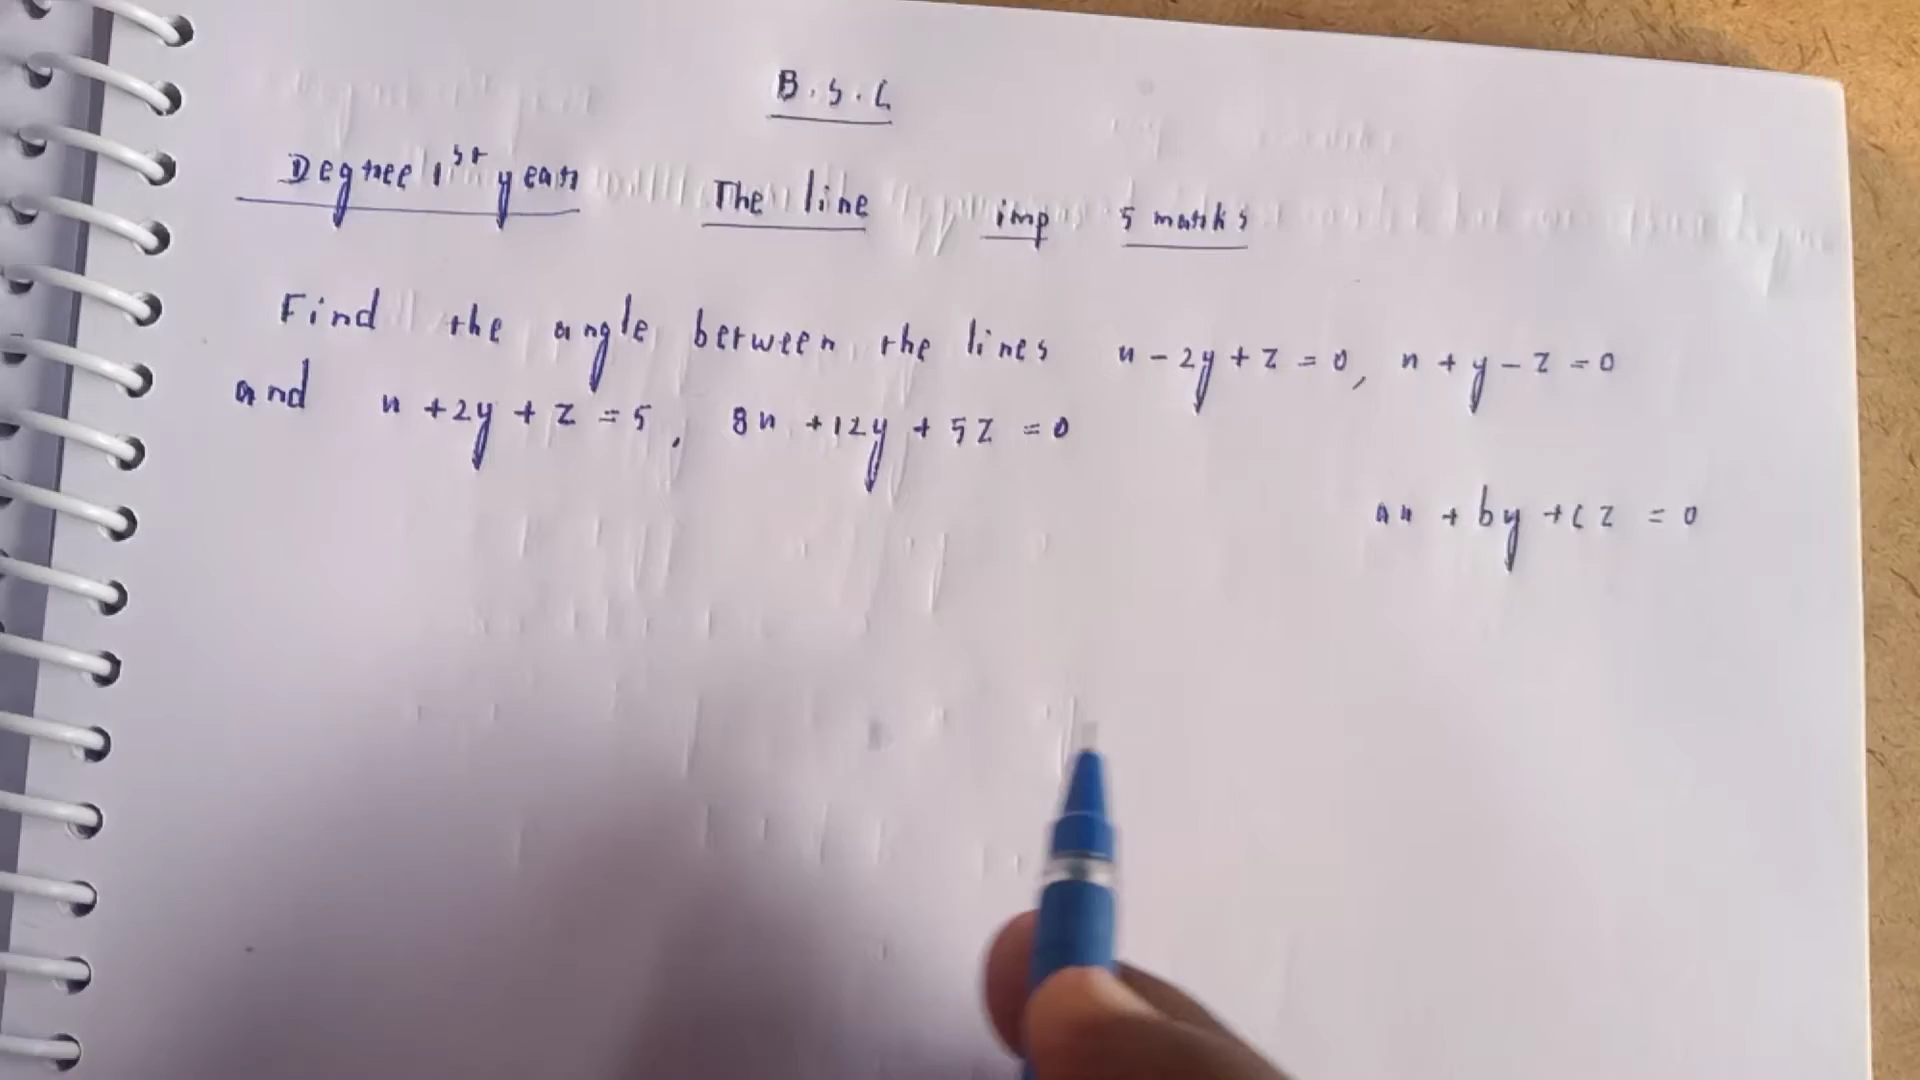 B.S.C
Degree 1st year The line imp 5 marks
Find the angle between the lines x - 2y + z = 0, x + y - z = 0
and x + 2y + z = 5, 8x + 12y + 5z = 0
ax + by + cz = 0